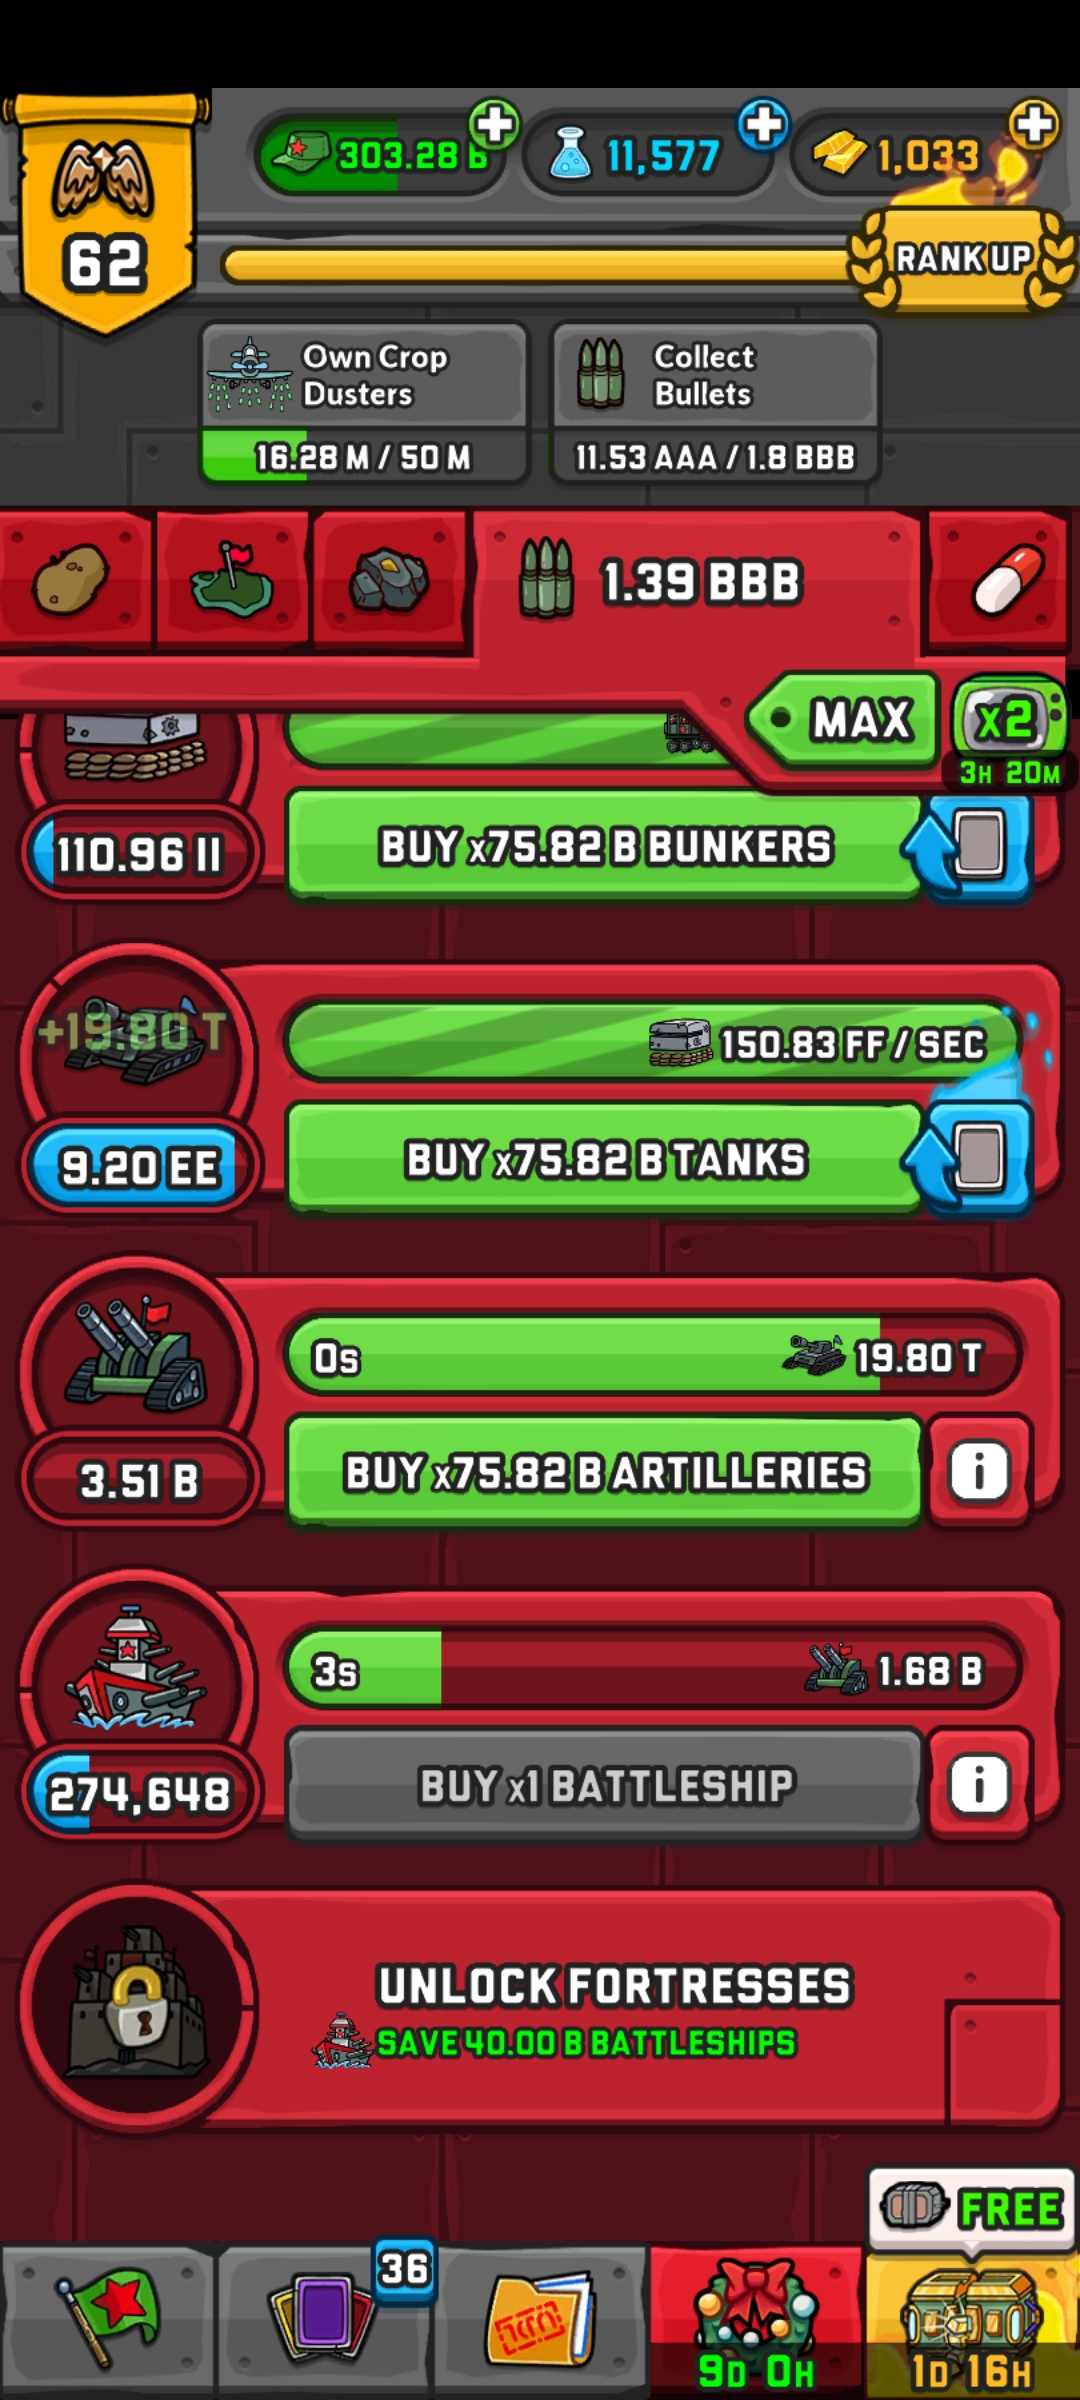 303.28 B
11,577
1,033
62
RANK UP
Own Crop
Dusters
16.28 M / 50 M
Collect
Bullets
11.53 AAA / 1.8 BBB
1.39 BBB
MAX
x2
3H 20M
110.96 II
BUY x75.82 B BUNKERS
+19.80 T
150.83 FF / SEC
9.20 EE
BUY x75.82 B TANKS
0s
19.80 T
3.51 B
BUY x75.82 B ARTILLERIES
i
3s
1.68 B
274,648
BUY x1 BATTLESHIP
i
UNLOCK FORTRESSES
SAVE 40.00 B BATTLESHIPS
FREE
36
9D 0H
1D 16H